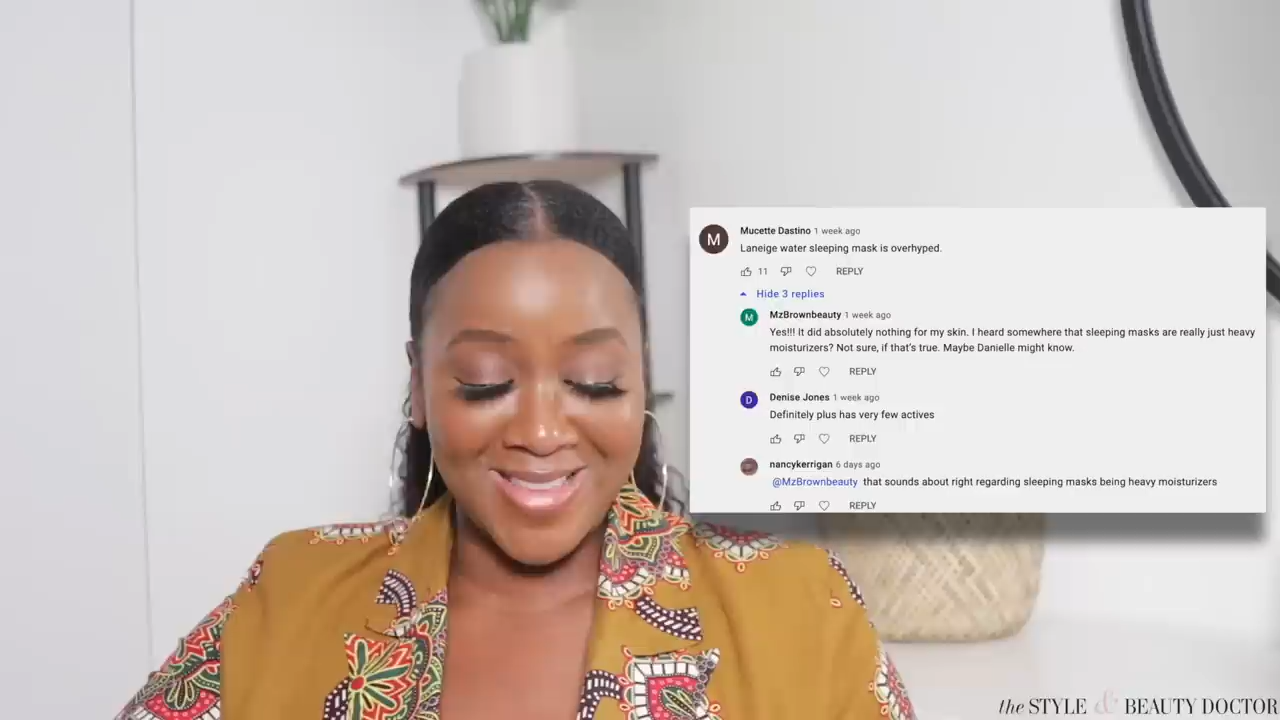 M
Mucette Dastino 1 week ago
Laneige water sleeping mask is overhyped.
11 REPLY
Hide 3 replies
M
MzBrownbeauty 1 week ago
Yes!!! It did absolutely nothing for my skin. I heard somewhere that sleeping masks are really just heavy
moisturizers? Not sure, if that's true. Maybe Danielle might know.
REPLY
D
Denise Jones 1 week ago
Definitely plus has very few actives
REPLY
nancykerrigan 6 days ago
@MzBrownbeauty that sounds about right regarding sleeping masks being heavy moisturizers
REPLY
the STYLE & BEAUTY DOCTOR